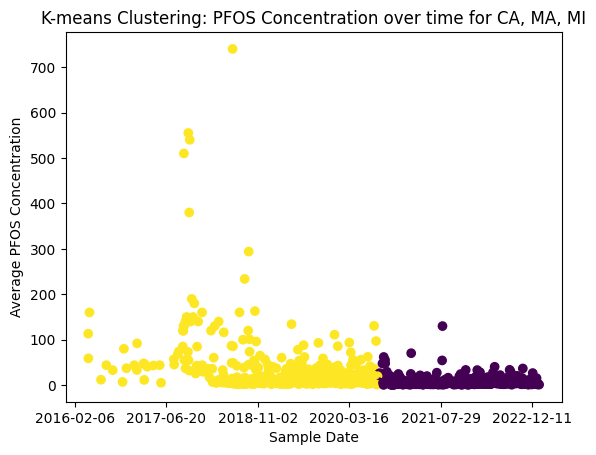 K-means Clustering: PFOS Concentration over time for CA, MA, MI
Average PFOS Concentration
700
600
500
400
300
200
100
0
2016-02-06 2017-06-20 2018-11-02 2020-03-16 2021-07-29 2022-12-11
Sample Date